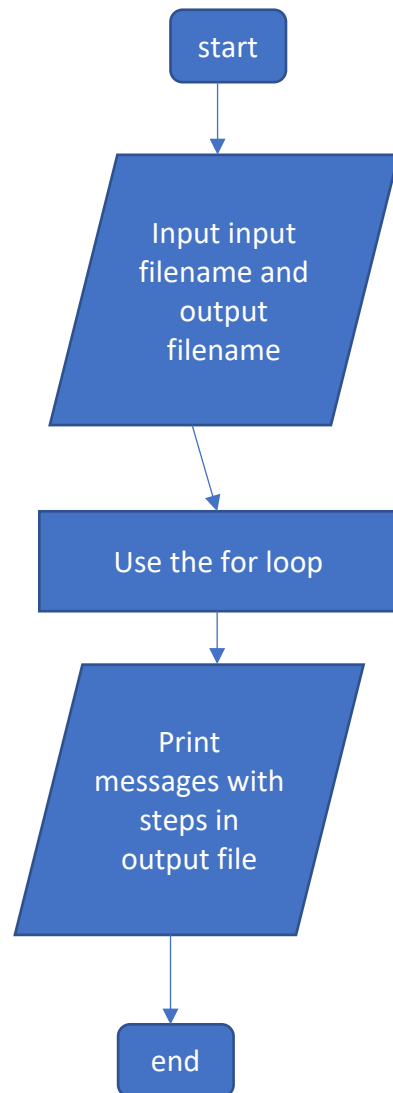 start
Input input
filename and
output
filename
Use the for loop
Print
messages with
steps in
output file
end